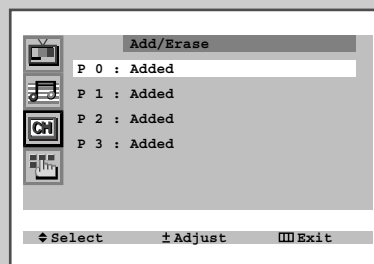 Add/Erase
P 0 : Added
P 1 : Added
P 2 : Added
P 3 : Added
CH
Select ± Adjust Exit